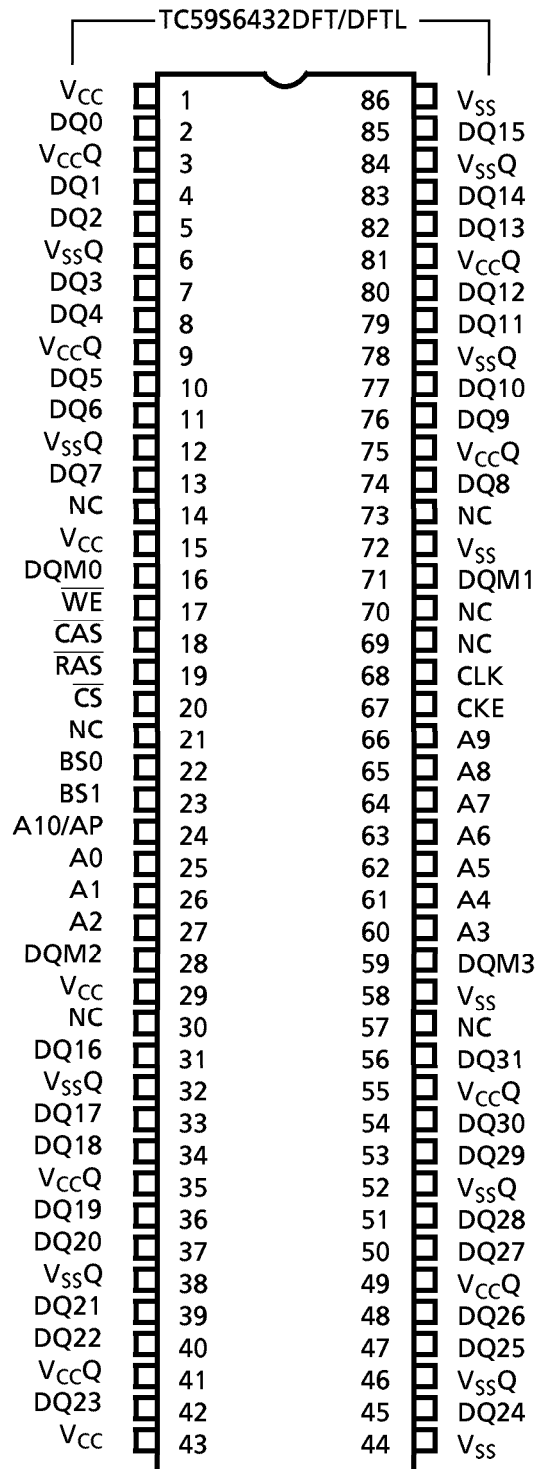 TC59S6432DFT/DFTL
VCC 1 86 VSS
DQ0 2 85 DQ15
VCCQ 3 84 VSSQ
DQ1 4 83 DQ14
DQ2 5 82 DQ13
VSSQ 6 81 VCCQ
DQ3 7 80 DQ12
DQ4 8 79 DQ11
VCCQ 9 78 VSSQ
DQ5 10 77 DQ10
DQ6 11 76 DQ9
VSSQ 12 75 VCCQ
DQ7 13 74 DQ8
NC 14 73 NC
VCC 15 72 VSS
DQM0 16 71 DQM1
W̅E̅ 17 70 NC
C̅A̅S̅ 18 69 NC
R̅A̅S̅ 19 68 CLK
C̅S̅ 20 67 CKE
NC 21 66 A9
BS0 22 65 A8
BS1 23 64 A7
A10/AP 24 63 A6
A0 25 62 A5
A1 26 61 A4
A2 27 60 A3
DQM2 28 59 DQM3
VCC 29 58 VSS
NC 30 57 NC
DQ16 31 56 DQ31
VSSQ 32 55 VCCQ
DQ17 33 54 DQ30
DQ18 34 53 DQ29
VCCQ 35 52 VSSQ
DQ19 36 51 DQ28
DQ20 37 50 DQ27
VSSQ 38 49 VCCQ
DQ21 39 48 DQ26
DQ22 40 47 DQ25
VCCQ 41 46 VSSQ
DQ23 42 45 DQ24
VCC 43 44 VSS